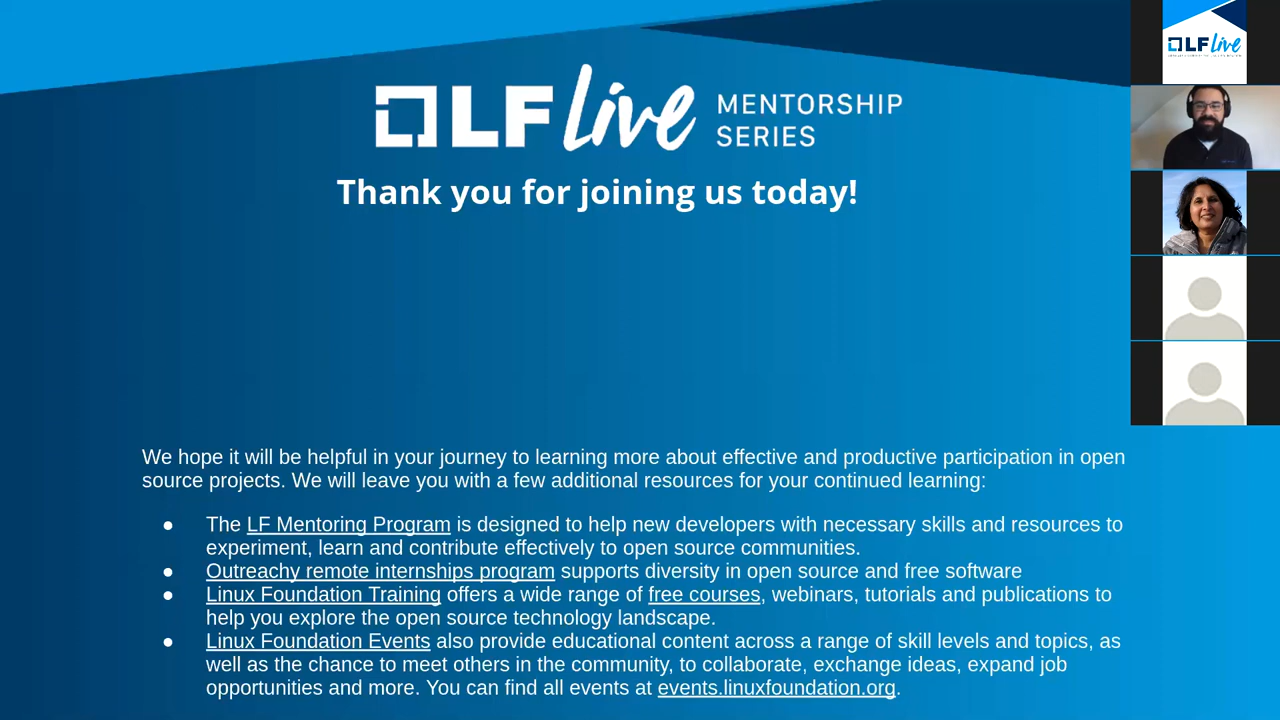 LF live MENTORSHIP
SERIES
Thank you for joining us today!
We hope it will be helpful in your journey to learning more about effective and productive participation in open
source projects. We will leave you with a few additional resources for your continued learning:
● The LF Mentoring Program is designed to help new developers with necessary skills and resources to
experiment, learn and contribute effectively to open source communities.
● Outreachy remote internships program supports diversity in open source and free software
● Linux Foundation Training offers a wide range of free courses, webinars, tutorials and publications to
help you explore the open source technology landscape.
● Linux Foundation Events also provide educational content across a range of skill levels and topics, as
well as the chance to meet others in the community, to collaborate, exchange ideas, expand job
opportunities and more. You can find all events at events.linuxfoundation.org.
LF live